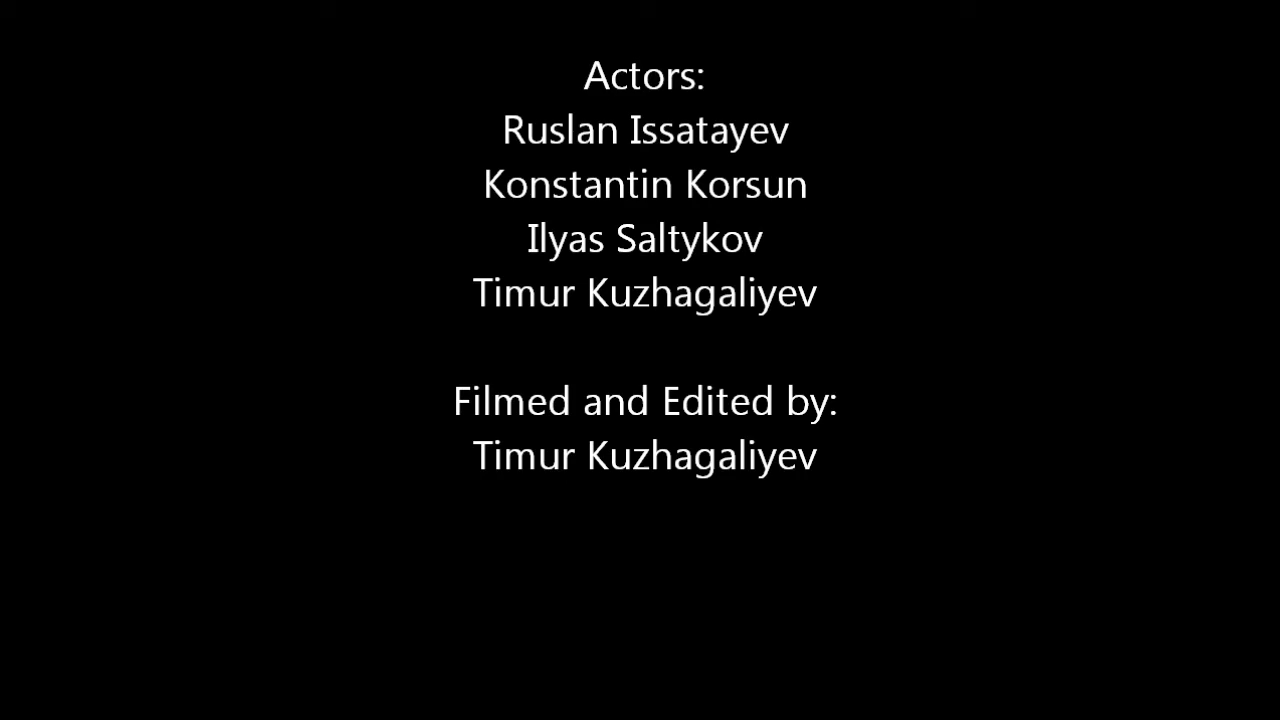 Actors:
Ruslan Issatayev
Konstantin Korsun
Ilyas Saltykov
Timur Kuzhagaliyev
Filmed and Edited by:
Timur Kuzhagaliyev